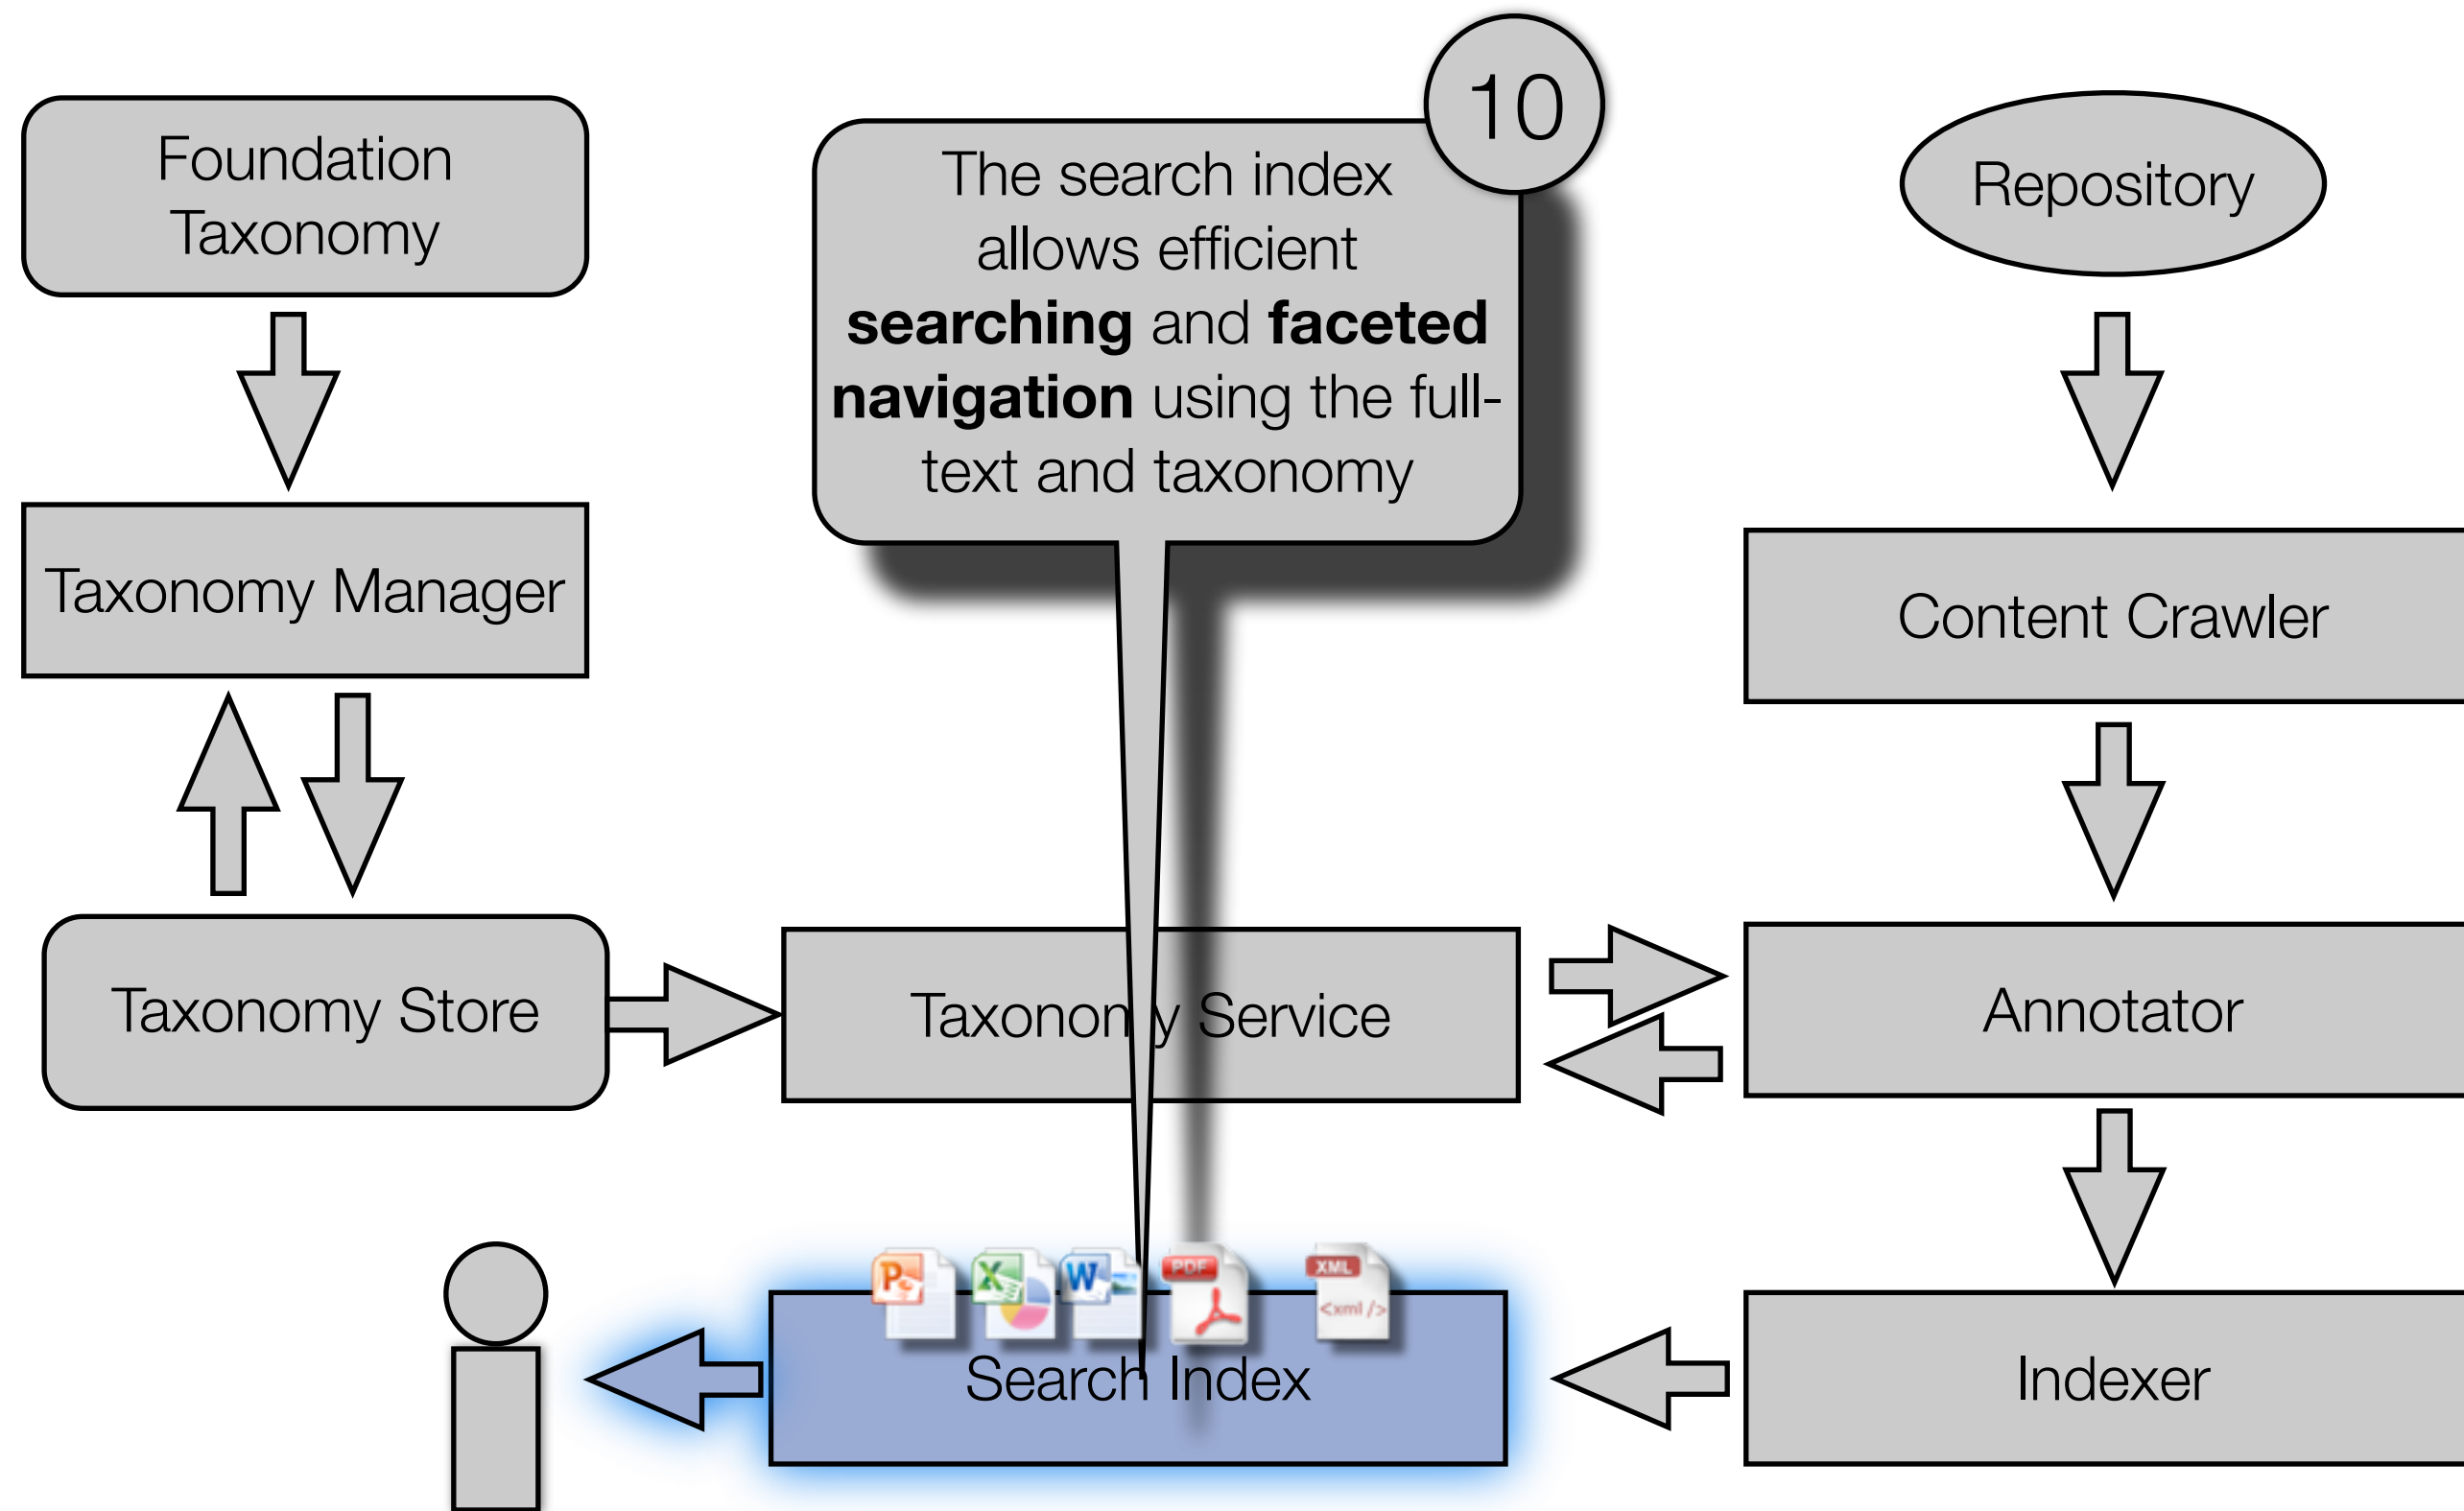 Foundation
Taxonomy
10
The search index
allows efficient
searching and faceted
navigation using the full-
text and taxonomy
Repository
Taxonomy Manager
Content Crawler
Taxonomy Store
Taxonomy Service
Annotator
P
X
W
PDF
XML
<xml />
Search Index
Indexer